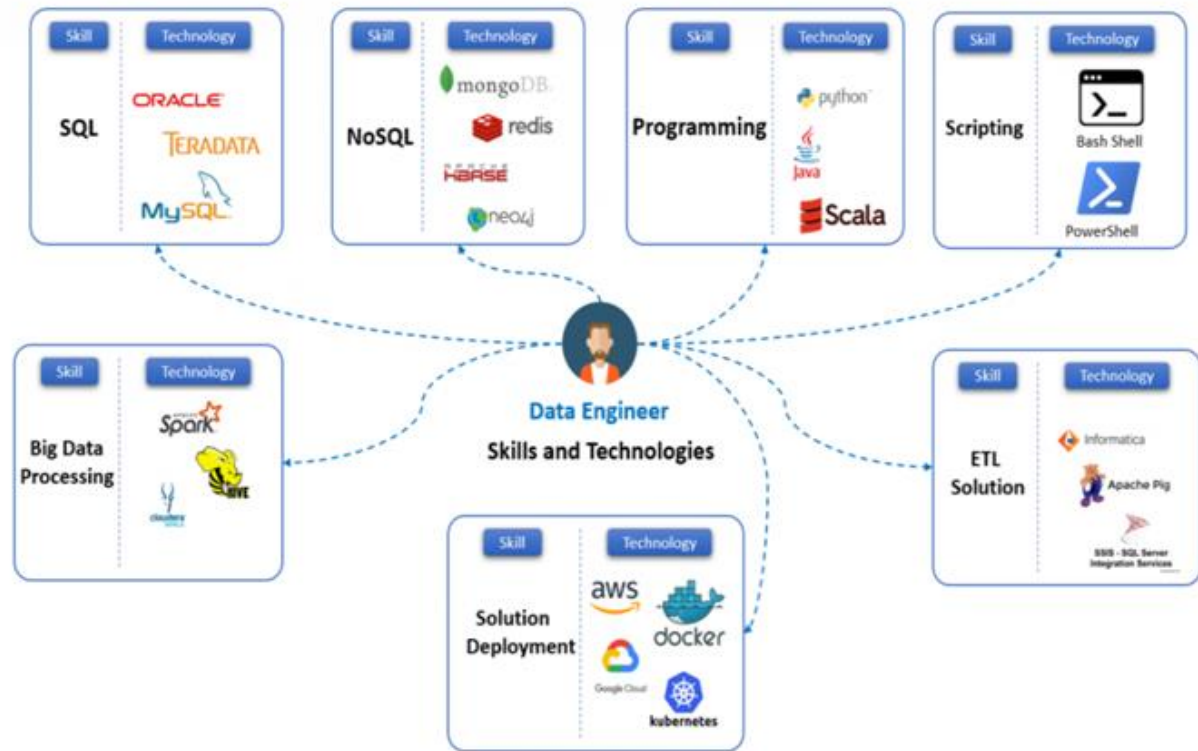 Skill
Technology
SQL
ORACLE
TERADATA
MySQL
Skill
Technology
NoSQL
mongoDB
redis
APACHE
HBASE
neo4j
Skill
Technology
Programming
python
Java
Scala
Skill
Technology
Scripting
Bash Shell
PowerShell
Data Engineer
Skills and Technologies
Skill
Technology
Big Data
Processing
APACHE
Spark
HIVE
cloudera
IMPALA
Skill
Technology
Solution
Deployment
aws
docker
Google Cloud
kubernetes
Skill
Technology
ETL
Solution
Informatica
Apache Pig
SSIS - SQL Server
Integration Services